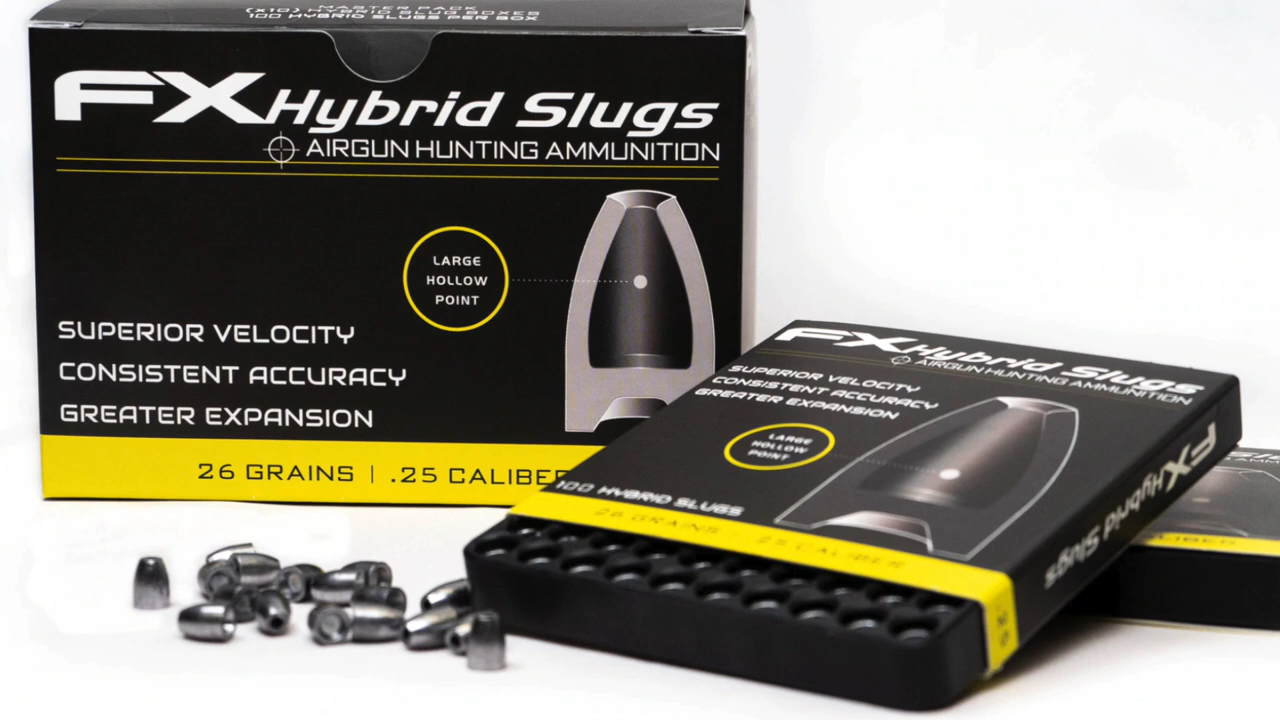 MASTER PACK
(X10) HYBRID SLUG BOXES
100 HYBRID SLUGS PER BOX
FX Hybrid Slugs
AIRGUN HUNTING AMMUNITION
LARGE
HOLLOW
POINT
SUPERIOR VELOCITY
CONSISTENT ACCURACY
GREATER EXPANSION
26 GRAINS | .25 CALIBER
FX Hybrid Slugs
AIRGUN HUNTING AMMUNITION
SUPERIOR VELOCITY
CONSISTENT ACCURACY
GREATER EXPANSION
LARGE
HOLLOW
POINT
100 HYBRID SLUGS
26 GRAINS | .25 CALIBER
FX Hybrid Slugs